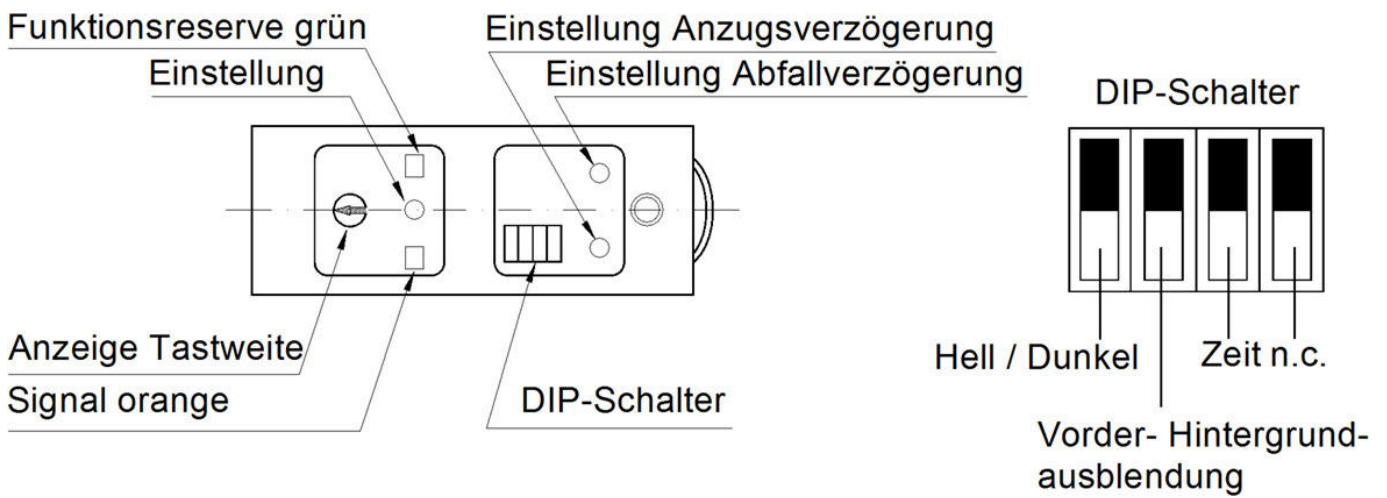 Funktionsreserve grün
Einstellung
Einstellung Anzugsverzögerung
Einstellung Abfallverzögerung
Anzeige Tastweite
Signal orange
DIP-Schalter
DIP-Schalter
Hell / Dunkel
Zeit n.c.
Vorder- Hintergrund-
ausblendung